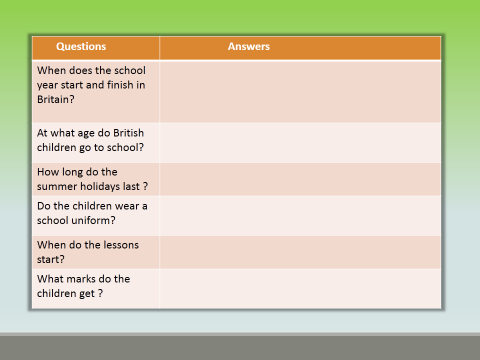 Questions Answers
When does the school
year start and finish in
Britain?
At what age do British
children go to school?
How long do the
summer holidays last ?
Do the children wear a
school uniform?
When do the lessons
start?
What marks do the
children get ?